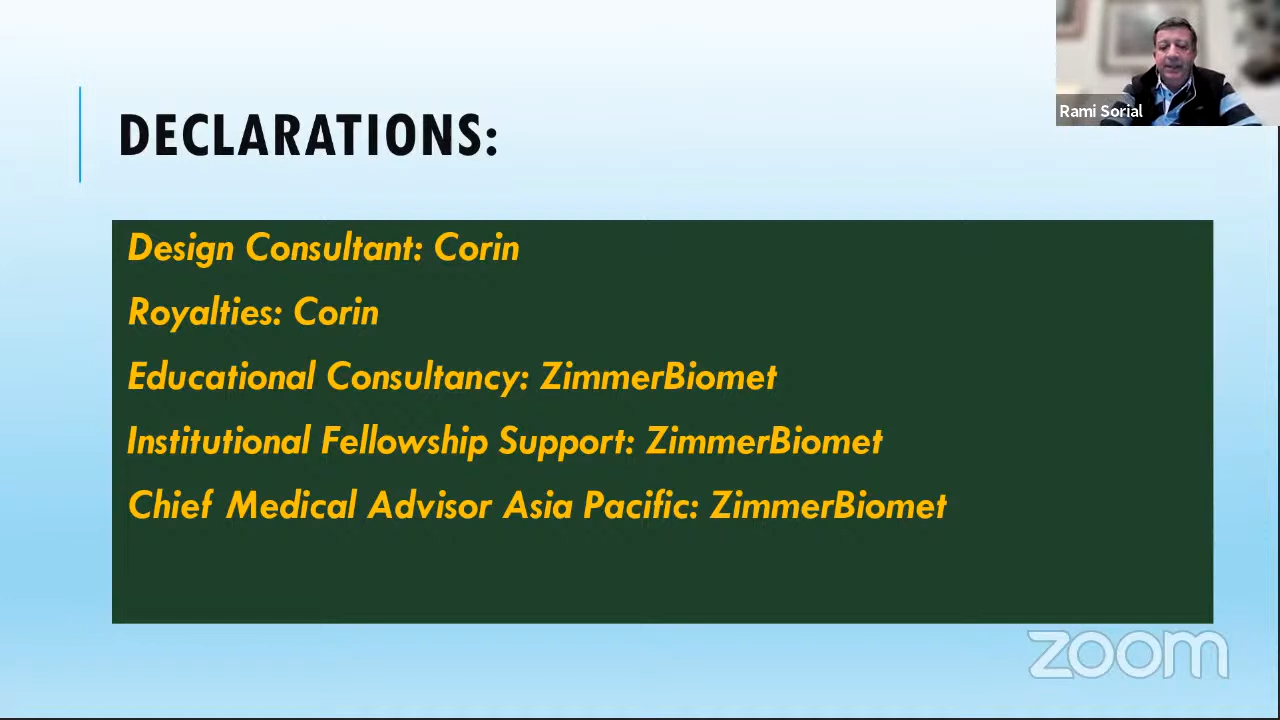 Rami Sorial
DECLARATIONS:
Design Consultant: Corin
Royalties: Corin
Educational Consultancy: ZimmerBiomet
Institutional Fellowship Support: ZimmerBiomet
Chief Medical Advisor Asia Pacific: ZimmerBiomet
zoom